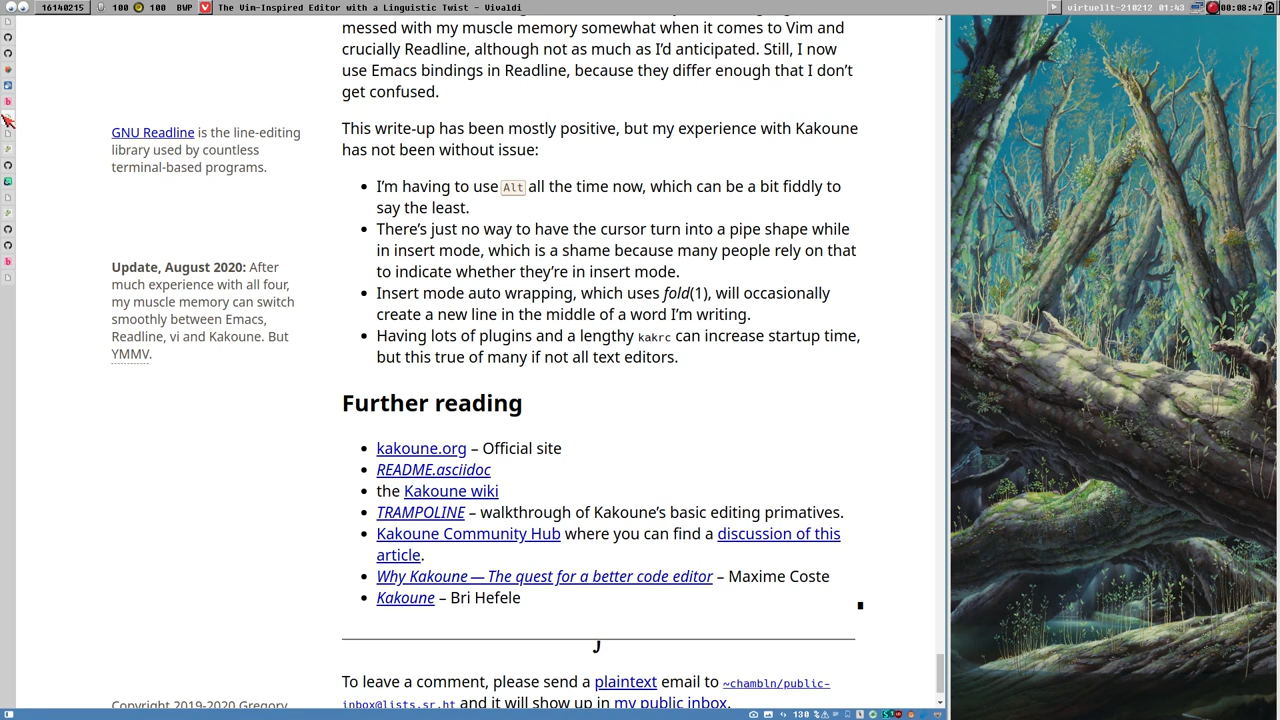 16140215 100 100 BWP The Vim-Inspired Editor with a Linguistic Twist - Vivaldi virtuellt-210212 01:43 00:08:47
messed with my muscle memory somewhat when it comes to Vim and
crucially Readline, although not as much as I’d anticipated. Still, I now
use Emacs bindings in Readline, because they differ enough that I don’t
get confused.
This write-up has been mostly positive, but my experience with Kakoune
has not been without issue:
GNU Readline is the line-editing
library used by countless
terminal-based programs.
• I’m having to use Alt all the time now, which can be a bit fiddly to
say the least.
• There’s just no way to have the cursor turn into a pipe shape while
in insert mode, which is a shame because many people rely on that
to indicate whether they’re in insert mode.
• Insert mode auto wrapping, which uses fold(1), will occasionally
create a new line in the middle of a word I’m writing.
• Having lots of plugins and a lengthy kakrc can increase startup time,
but this true of many if not all text editors.
Update, August 2020: After
much experience with all four,
my muscle memory can switch
smoothly between Emacs,
Readline, vi and Kakoune. But
YMMV.
Further reading
• kakoune.org – Official site
• README.asciidoc
• the Kakoune wiki
• TRAMPOLINE – walkthrough of Kakoune’s basic editing primatives.
• Kakoune Community Hub where you can find a discussion of this
article.
• Why Kakoune — The quest for a better code editor – Maxime Coste
• Kakoune – Bri Hefele
To leave a comment, please send a plaintext email to ~chambln/public-
inbox@lists.sr.ht and it will show up in my public inbox.
Copyright 2019-2020 Gregory
130